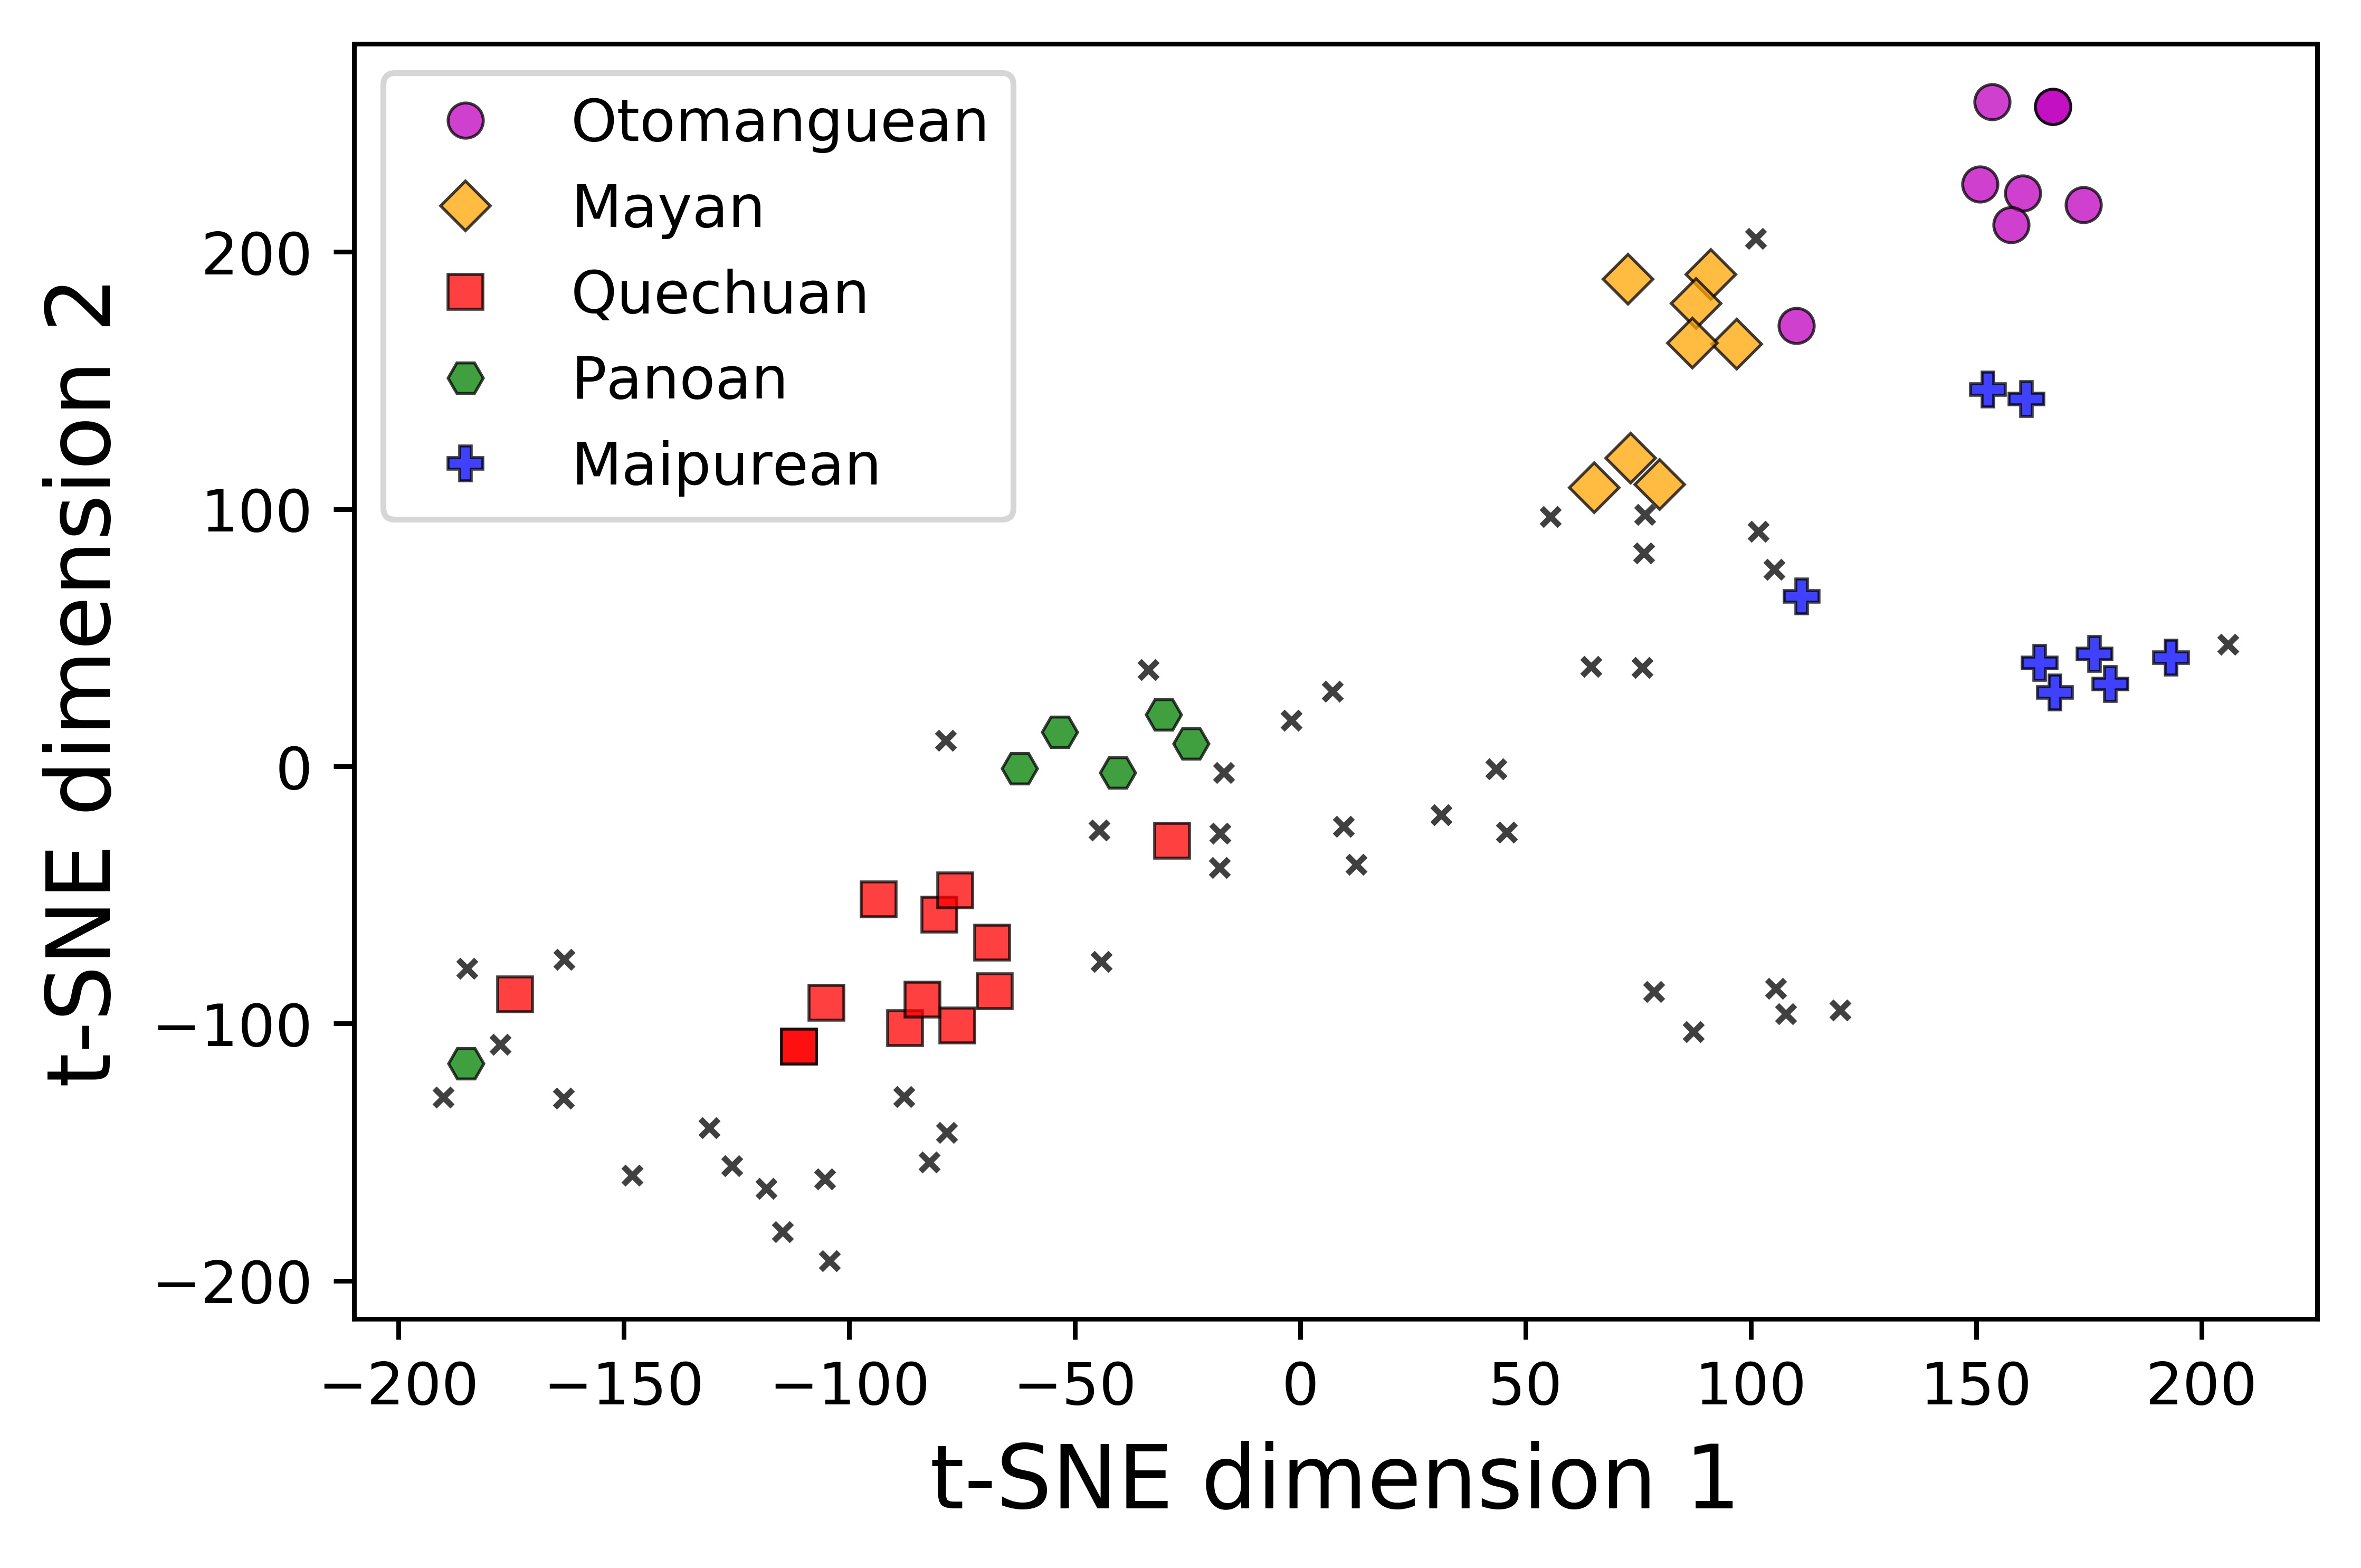 Otomanguean
Mayan
Quechuan
Panoan
Maipurean
t-SNE dimension 2
200
100
0
−100
−200
−200 −150 −100 −50 0 50 100 150 200
t-SNE dimension 1